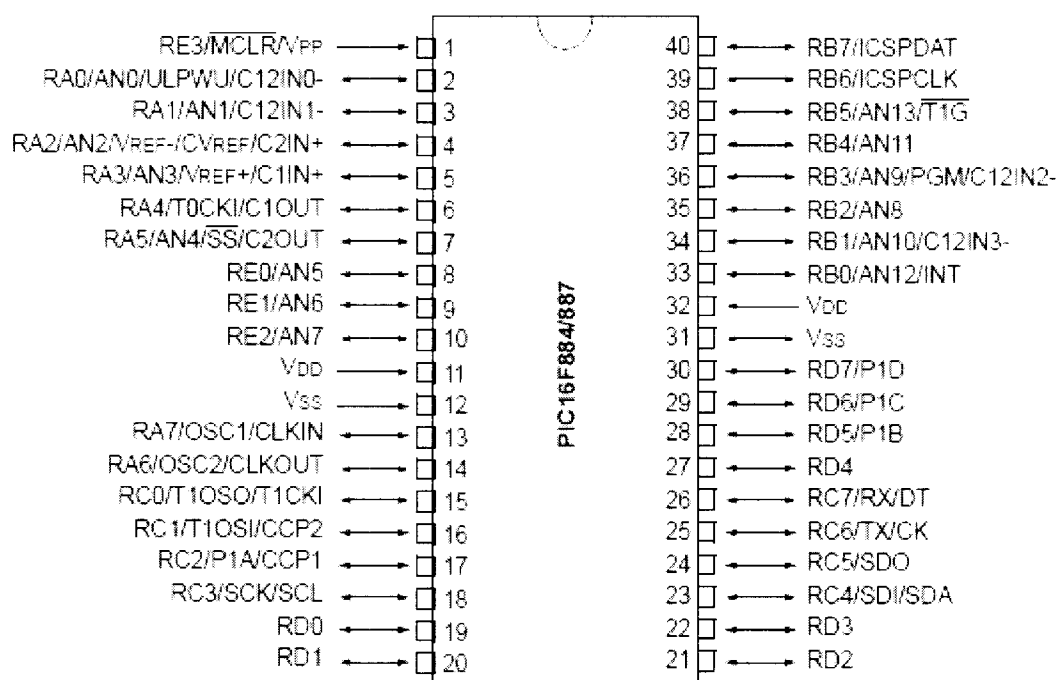 RE3/MCLR/VPP 1
RA0/AN0/ULPWU/C12IN0- 2
RA1/AN1/C12IN1- 3
RA2/AN2/VREF-/CVREF/C2IN+ 4
RA3/AN3/VREF+/C1IN+ 5
RA4/T0CKI/C1OUT 6
RA5/AN4/SS/C2OUT 7
RE0/AN5 8
RE1/AN6 9
RE2/AN7 10
VDD 11
VSS 12
RA7/OSC1/CLKIN 13
RA6/OSC2/CLKOUT 14
RC0/T1OSO/T1CKI 15
RC1/T1OSI/CCP2 16
RC2/P1A/CCP1 17
RC3/SCK/SCL 18
RD0 19
RD1 20
PIC16F884/887
40 RB7/ICSPDAT
39 RB6/ICSPCLK
38 RB5/AN13/T1G
37 RB4/AN11
36 RB3/AN9/PGM/C12IN2-
35 RB2/AN8
34 RB1/AN10/C12IN3-
33 RB0/AN12/INT
32 VDD
31 VSS
30 RD7/P1D
29 RD6/P1C
28 RD5/P1B
27 RD4
26 RC7/RX/DT
25 RC6/TX/CK
24 RC5/SDO
23 RC4/SDI/SDA
22 RD3
21 RD2